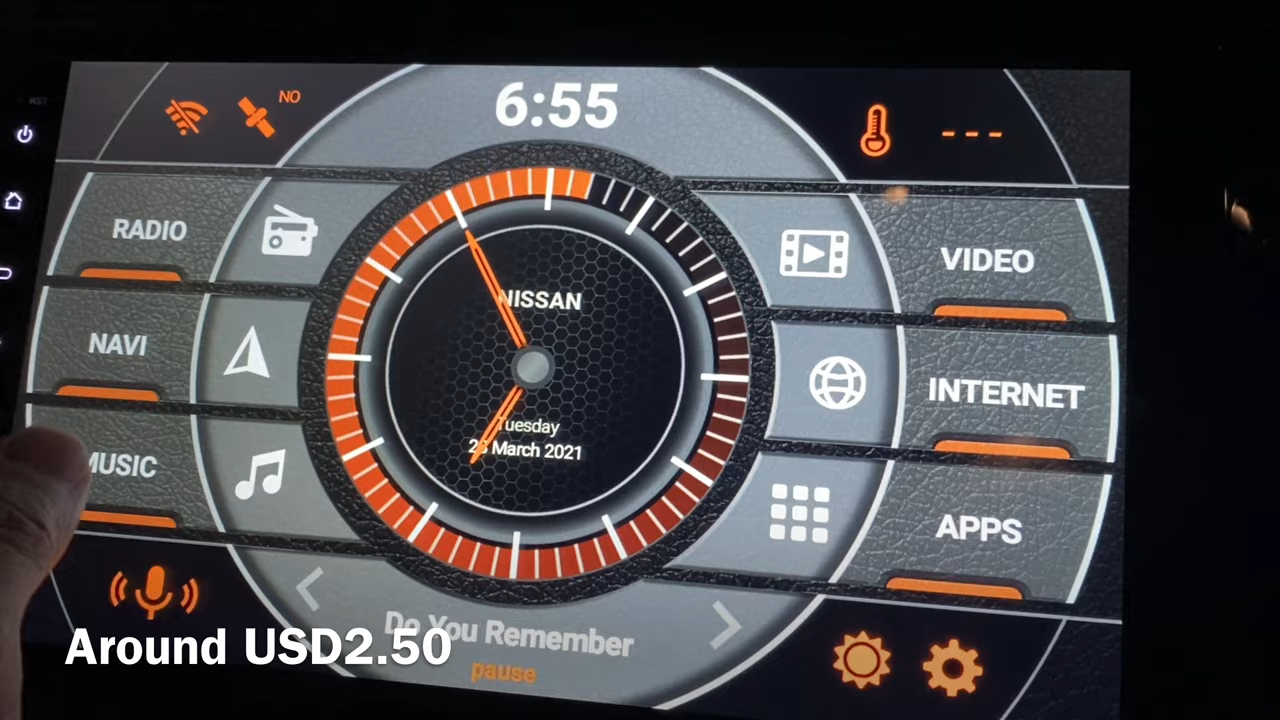 6:55
NO
RADIO
VIDEO
NISSAN
NAVI
INTERNET
Tuesday
March 2021
MUSIC
APPS
Do You Remember
Around USD2.50
pause